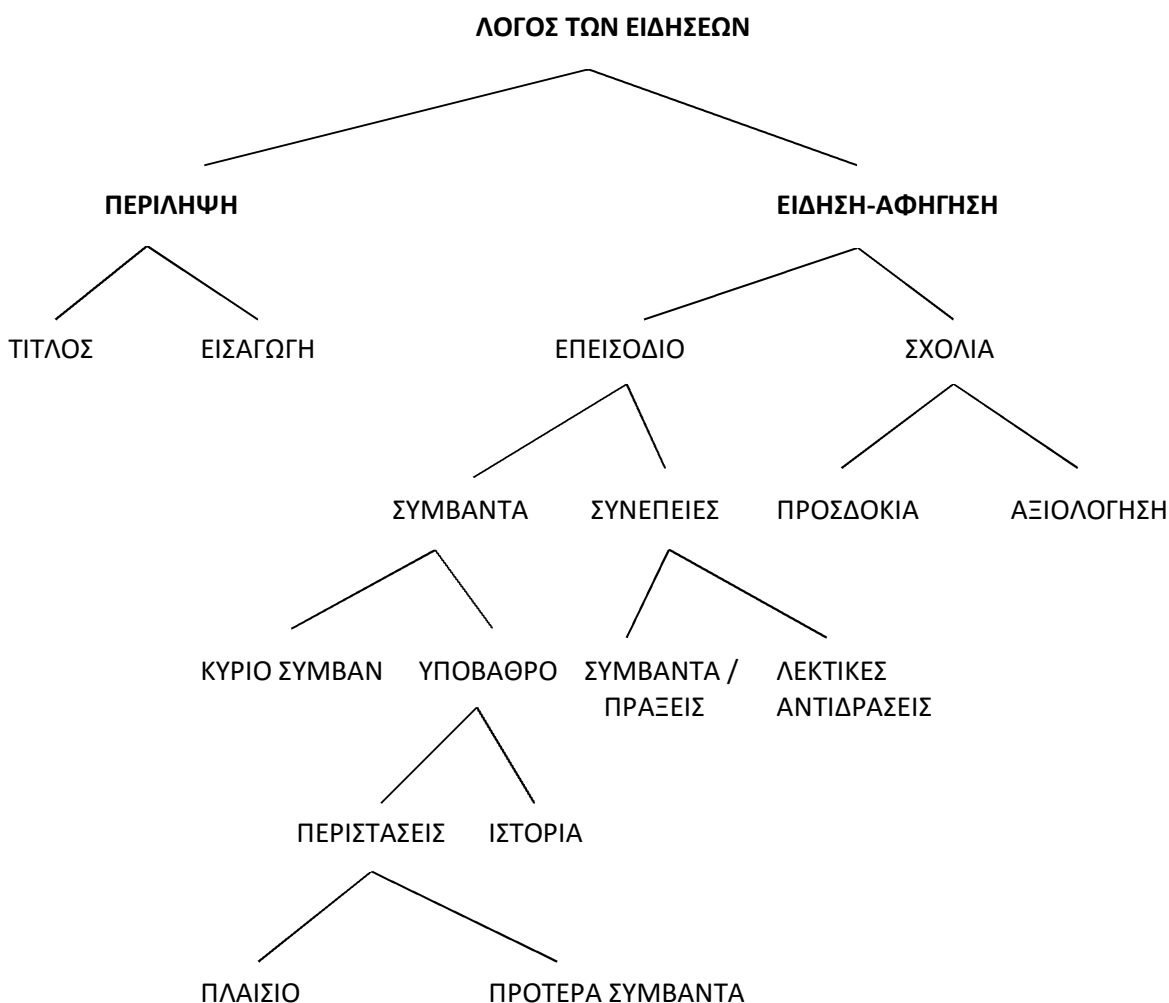 ΛΟΓΟΣ ΤΩΝ ΕΙΔΗΣΕΩΝ
ΠΕΡΙΛΗΨΗ ΕΙΔΗΣΗ-ΑΦΗΓΗΣΗ
ΤΙΤΛΟΣ ΕΙΣΑΓΩΓΗ ΕΠΕΙΣΟΔΙΟ ΣΧΟΛΙΑ
ΣΥΜΒΑΝΤΑ ΣΥΝΕΠΕΙΕΣ ΠΡΟΣΔΟΚΙΑ ΑΞΙΟΛΟΓΗΣΗ
ΚΥΡΙΟ ΣΥΜΒΑΝ ΥΠΟΒΑΘΡΟ ΣΥΜΒΑΝΤΑ / ΛΕΚΤΙΚΕΣ
ΠΡΑΞΕΙΣ ΑΝΤΙΔΡΑΣΕΙΣ
ΠΕΡΙΣΤΑΣΕΙΣ ΙΣΤΟΡΙΑ
ΠΛΑΙΣΙΟ ΠΡΟΤΕΡΑ ΣΥΜΒΑΝΤΑ